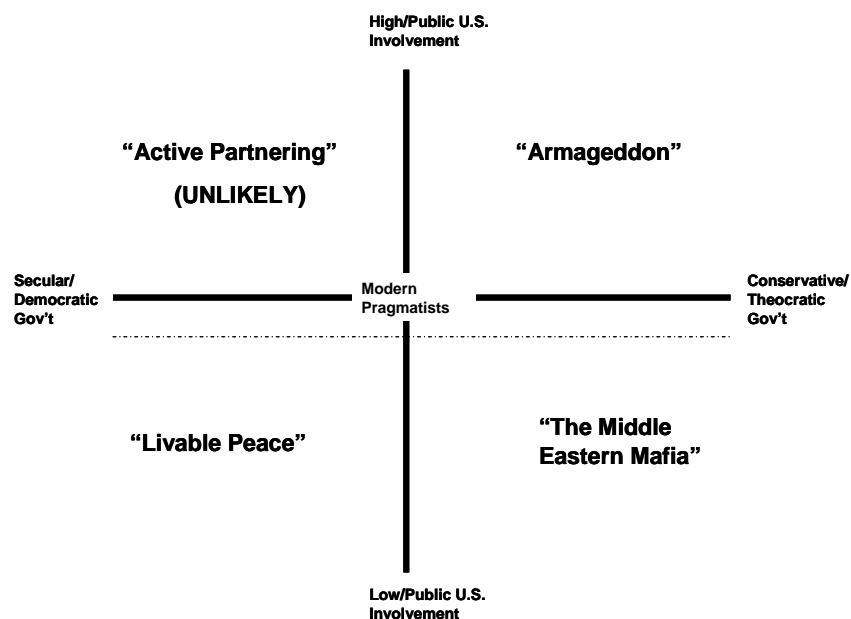 High/Public U.S.
Involvement
“Active Partnering”
(UNLIKELY)
“Armageddon”
Secular/
Democratic
Gov't
Modern
Pragmatists
Conservative/
Theocratic
Gov't
“Livable Peace”
“The Middle
Eastern Mafia”
Low/Public U.S.
Involvement